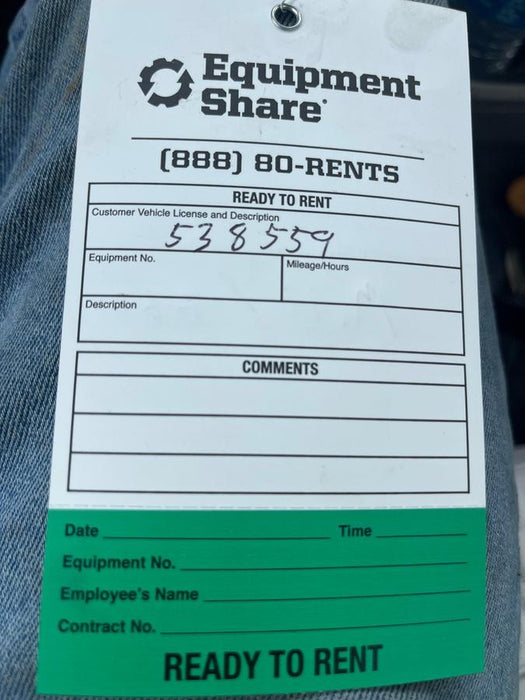 Equipment
Share
(888) 80-RENTS
READY TO RENT
Customer Vehicle License and Description
538559
Equipment No.
Mileage/Hours
Description
COMMENTS
Date Time
Equipment No.
Employee's Name
Contract No.
READY TO RENT